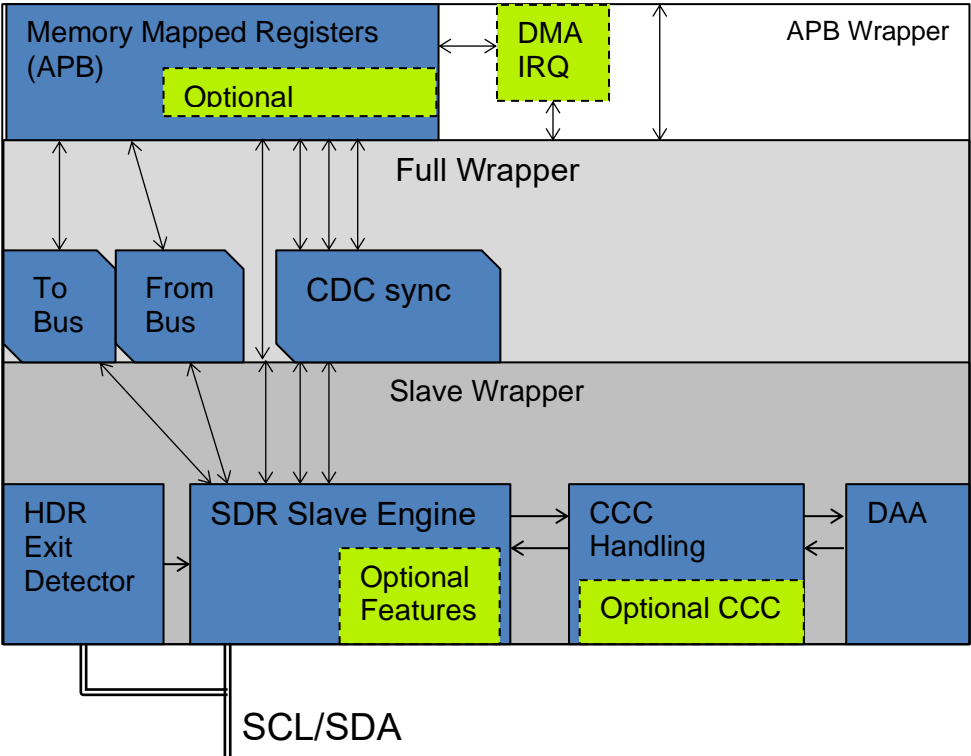 Memory Mapped Registers
(APB)
Optional
DMA
IRQ
APB Wrapper
Full Wrapper
To
Bus
From
Bus
CDC sync
Slave Wrapper
HDR
Exit
Detector
SDR Slave Engine
Optional
Features
CCC
Handling
Optional CCC
DAA
SCL/SDA